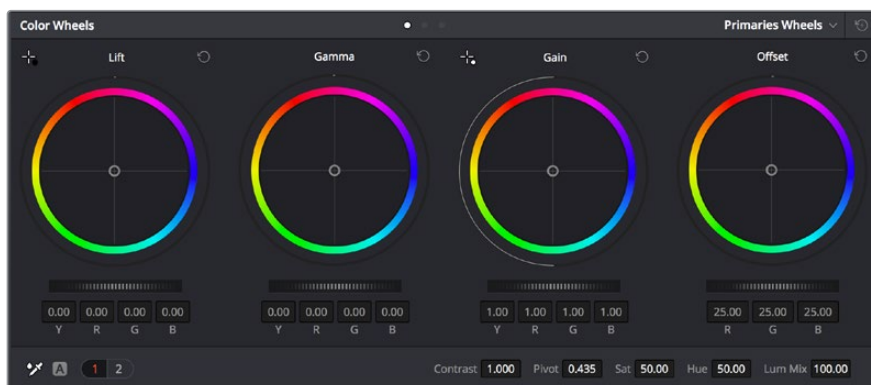 Color Wheels Primaries Wheels
Lift Gamma Gain Offset
0.00 0.00 0.00 0.00 0.00 0.00 0.00 0.00 1.00 1.00 1.00 1.00 25.00 25.00 25.00
Y R G B Y R G B Y R G B R G B
A 1 2 Contrast 1.000 Pivot 0.435 Sat 50.00 Hue 50.00 Lum Mix 100.00